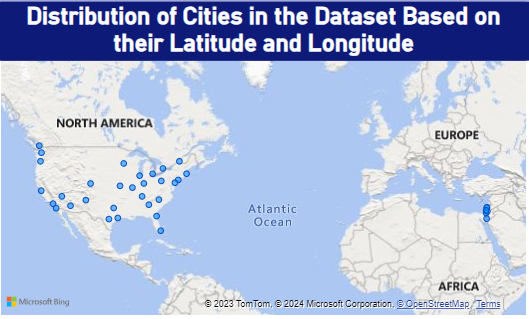 Distribution of Cities in the Dataset Based on
their Latitude and Longitude
NORTH AMERICA
EUROPE
Atlantic
Ocean
AFRICA
Microsoft Bing
© 2023 TomTom, © 2024 Microsoft Corporation, © OpenStreetMap Terms